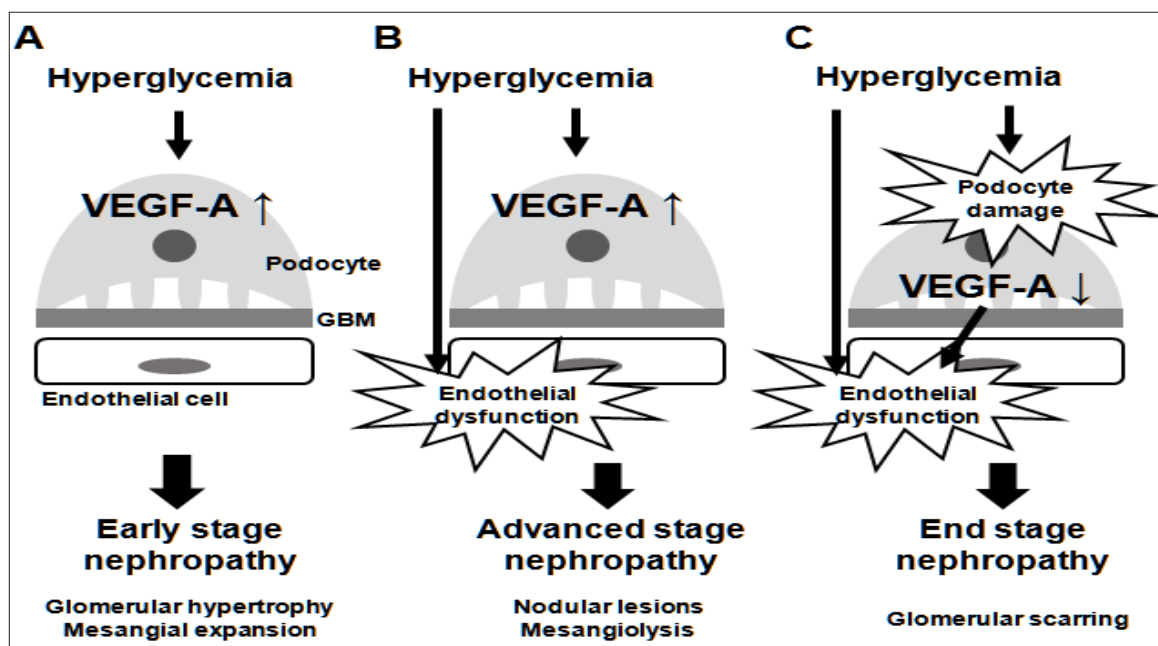 A
Hyperglycemia
VEGF-A ↑
Podocyte
GBM
Endothelial cell
Early stage
nephropathy
Glomerular hypertrophy
Mesangial expansion
B
Hyperglycemia
VEGF-A ↑
Endothelial
dysfunction
Advanced stage
nephropathy
Nodular lesions
Mesangiolysis
C
Hyperglycemia
Podocyte
damage
VEGF-A ↓
Endothelial
dysfunction
End stage
nephropathy
Glomerular scarring